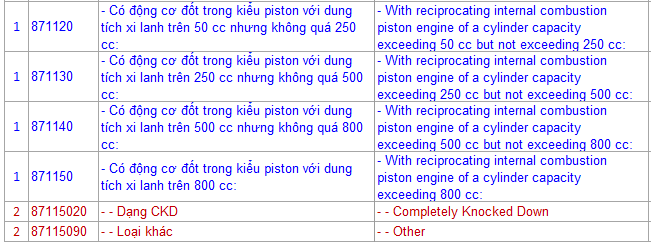 1 871120 - Có động cơ đốt trong kiểu piston với dung tích xi lanh trên 50 cc nhưng không quá 250 cc: - With reciprocating internal combustion piston engine of a cylinder capacity exceeding 50 cc but not exceeding 250 cc:
1 871130 - Có động cơ đốt trong kiểu piston với dung tích xi lanh trên 250 cc nhưng không quá 500 cc: - With reciprocating internal combustion piston engine of a cylinder capacity exceeding 250 cc but not exceeding 500 cc:
1 871140 - Có động cơ đốt trong kiểu piston với dung tích xi lanh trên 500 cc nhưng không quá 800 cc: - With reciprocating internal combustion piston engine of a cylinder capacity exceeding 500 cc but not exceeding 800 cc:
1 871150 - Có động cơ đốt trong kiểu piston với dung tích xi lanh trên 800 cc: - With reciprocating internal combustion piston engine of a cylinder capacity exceeding 800 cc:
2 87115020 - - Dạng CKD - - Completely Knocked Down
2 87115090 - - Loại khác - - Other